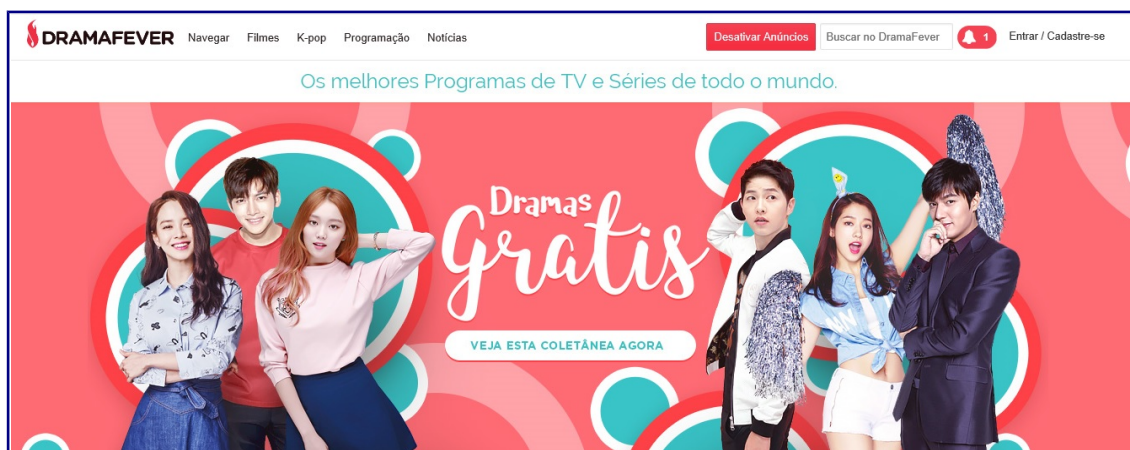 DRAMAFEVER Navegar Filmes K-pop Programação Notícias Desativar Anúncios Buscar no DramaFever 1 Entrar / Cadastre-se
Os melhores Programas de TV e Séries de todo o mundo.
Dramas
Gratis
VEJA ESTA COLETÂNEA AGORA